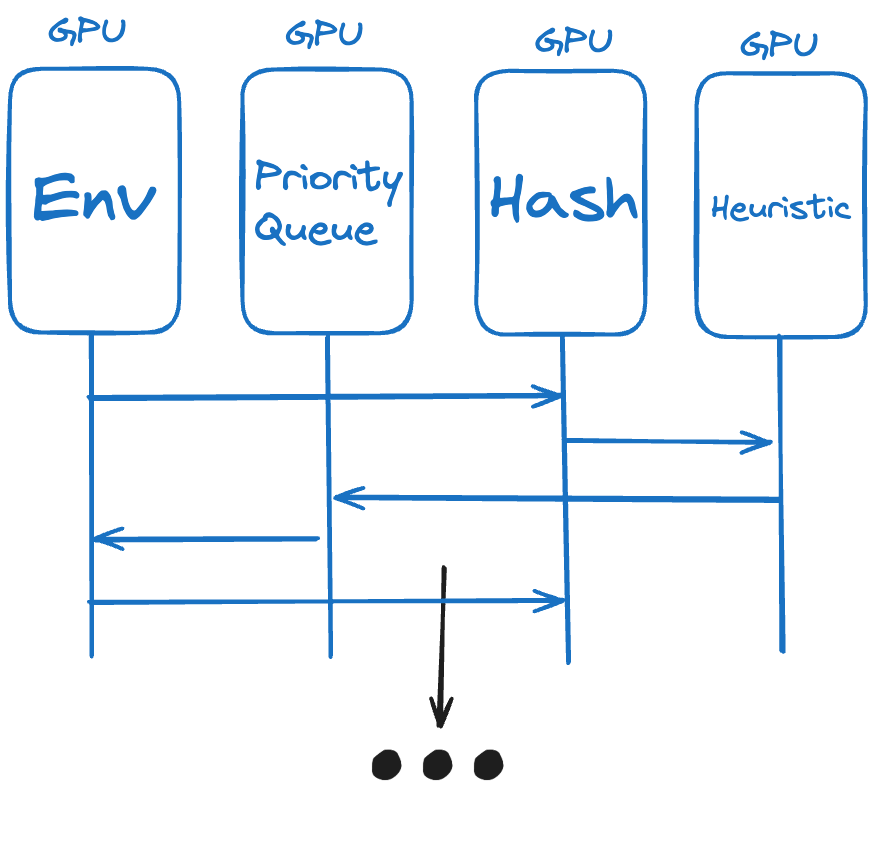 GPU
GPU
GPU
GPU
Env
Priority
Queue
Hash
Heuristic